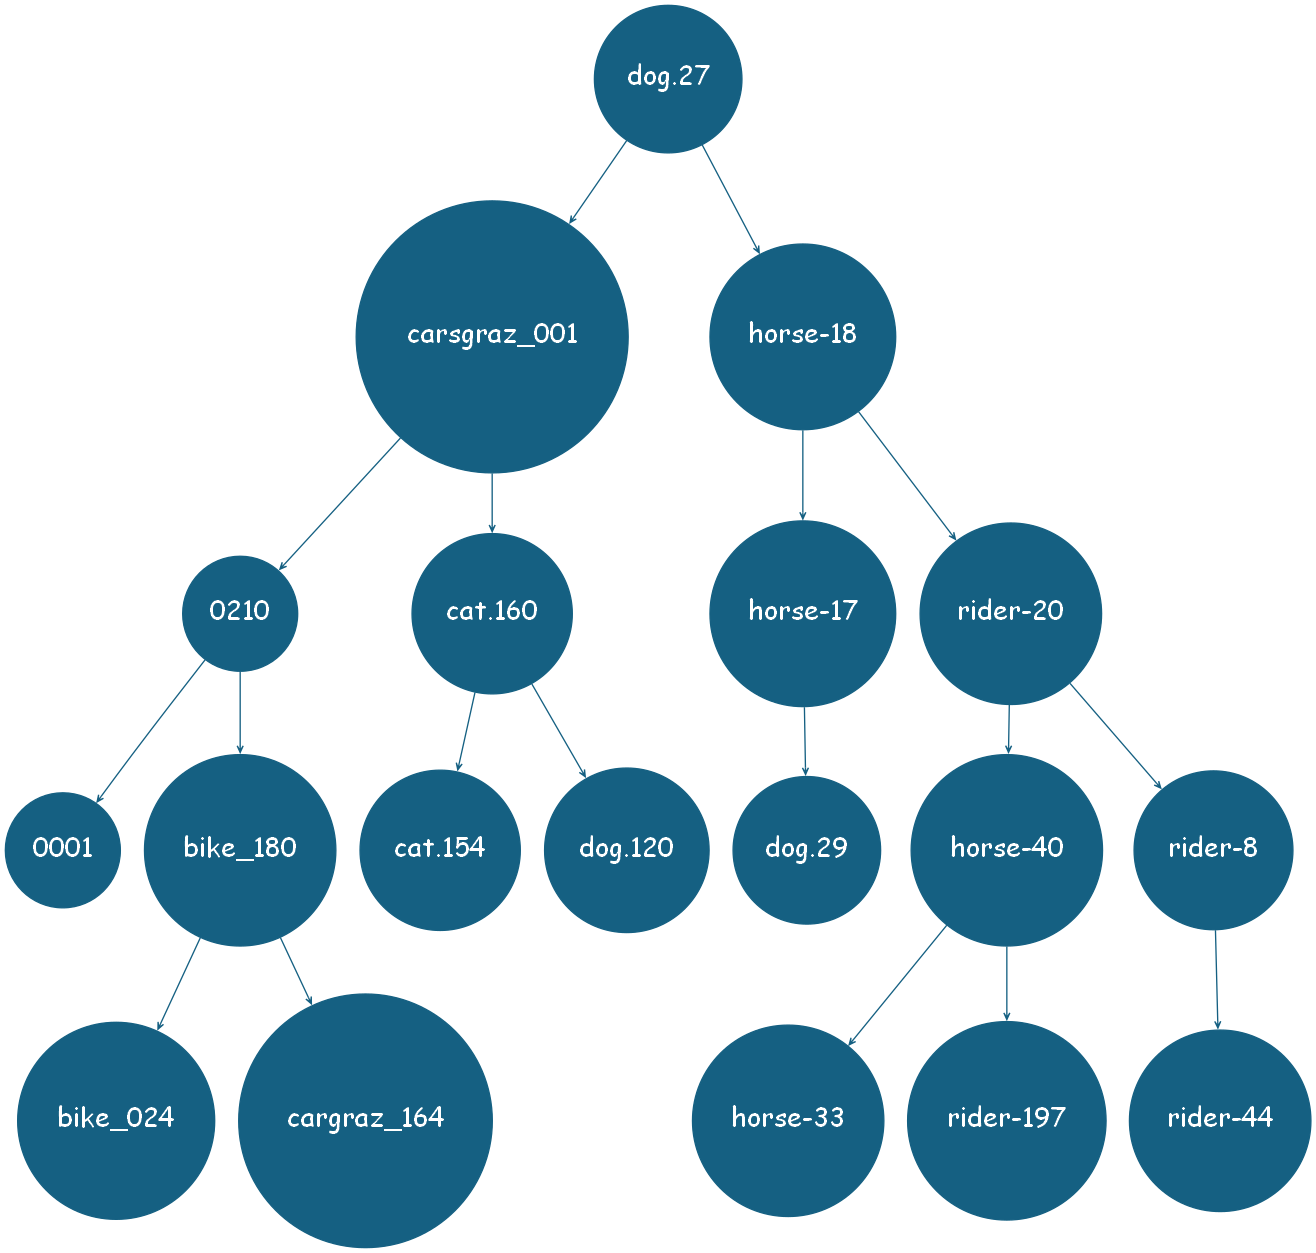 dog.27
carsgraz_001
horse-18
0210
cat.160
horse-17
rider-20
0001
bike_180
cat.154
dog.120
dog.29
horse-40
rider-8
bike_024
cargraz_164
horse-33
rider-197
rider-44